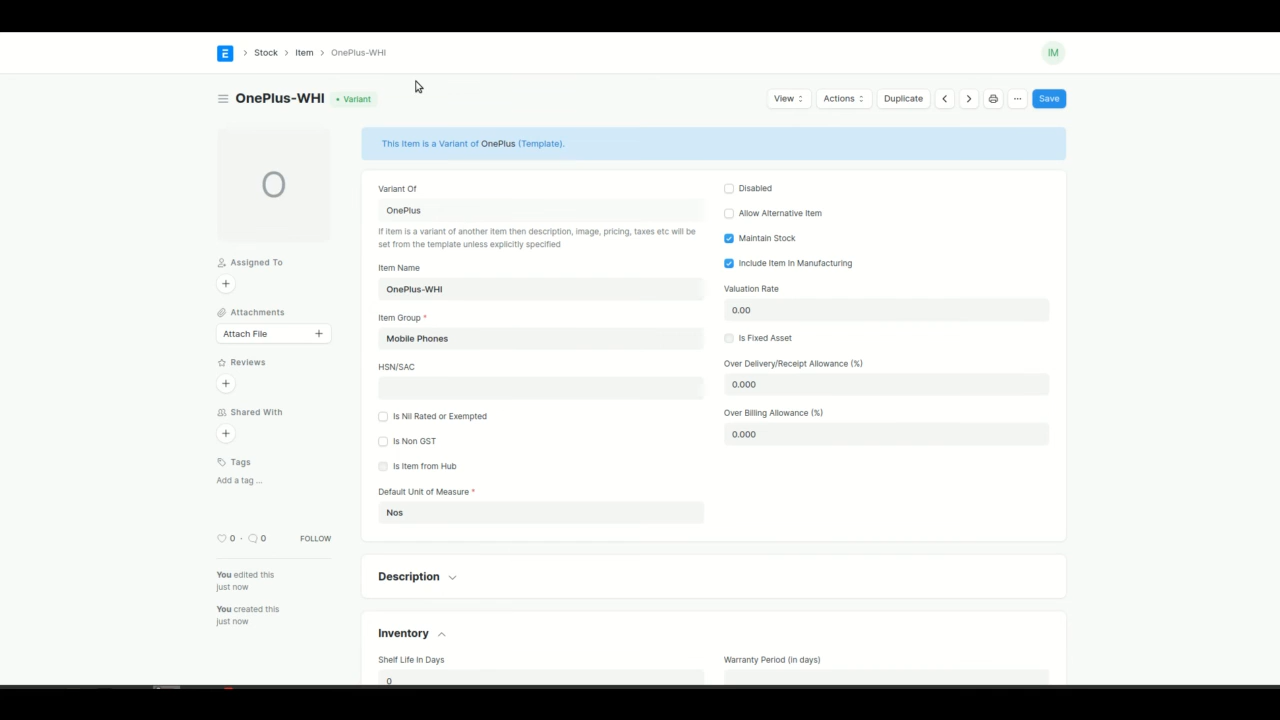 E > Stock > Item > OnePlus-WHI IM
OnePlus-WHI • Variant View Actions Duplicate ... Save
O
This Item is a Variant of OnePlus (Template).
Variant Of
OnePlus
If item is a variant of another item then description, image, pricing, taxes etc will be
set from the template unless explicitly specified
Item Name
OnePlus-WHI
Item Group *
Mobile Phones
HSN/SAC
Is Nil Rated or Exempted
Is Non GST
Is Item from Hub
Default Unit of Measure *
Nos
Disabled
Allow Alternative Item
Maintain Stock
Include Item In Manufacturing
Valuation Rate
0.00
Is Fixed Asset
Over Delivery/Receipt Allowance (%)
0.000
Over Billing Allowance (%)
0.000
Assigned To
+
Attachments
Attach File +
Reviews
+
Shared With
+
Tags
Add a tag ...
0 · 0 FOLLOW
You edited this
just now
You created this
just now
Description
Inventory
Shelf Life In Days
0
Warranty Period (in days)